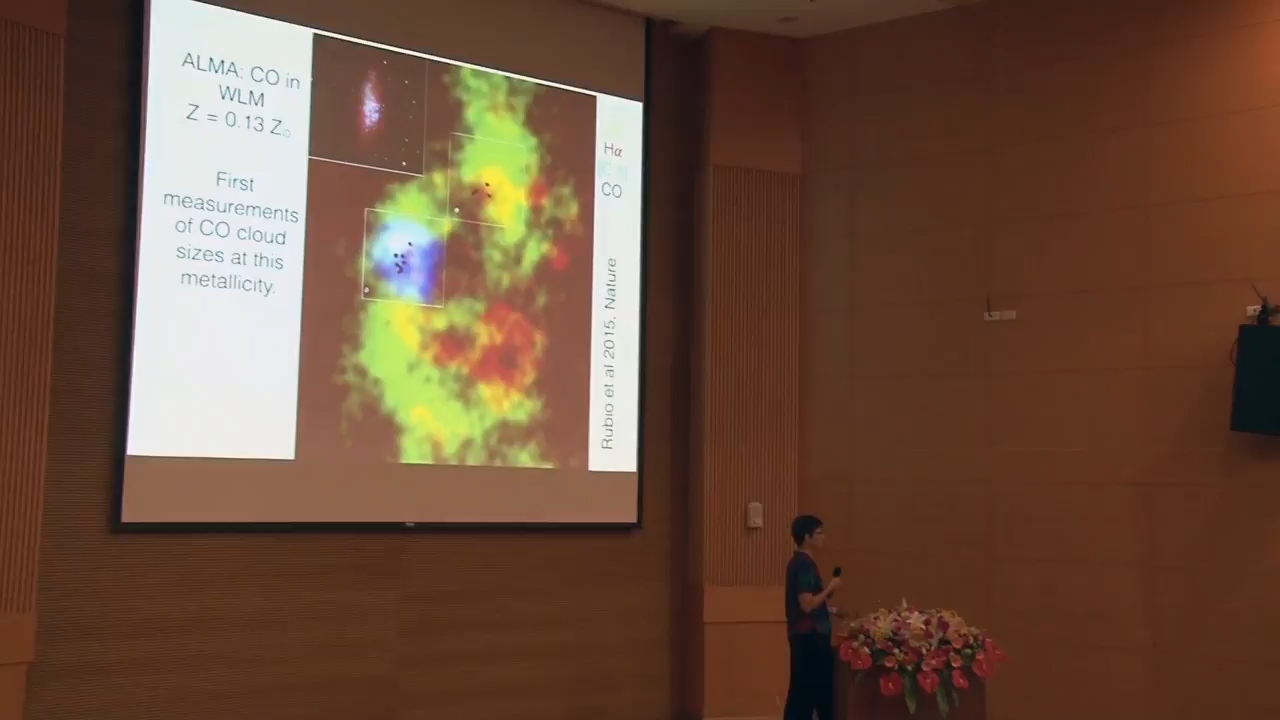 ALMA: CO in
WLM
Z = 0.13 Z⊙
First
measurements
of CO cloud
sizes at this
metallicity.
Hα
CO
Rubio et al 2015, Nature